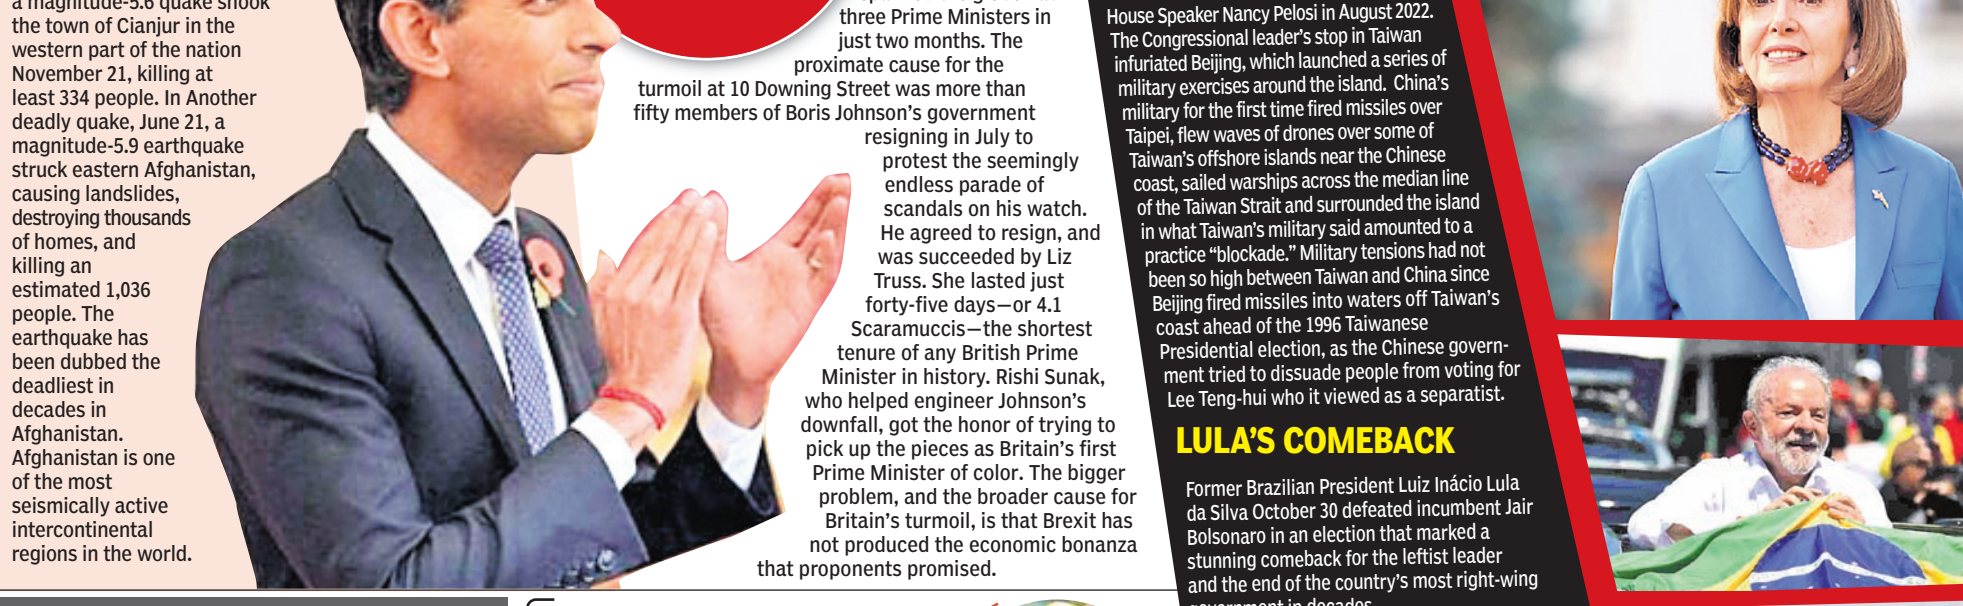 a magnitude-5.6 quake shook
the town of Cianjur in the
western part of the nation
November 21, killing at
least 334 people. In Another
deadly quake, June 21, a
magnitude-5.9 earthquake
struck eastern Afghanistan,
causing landslides,
destroying thousands
of homes, and
killing an
estimated 1,036
people. The
earthquake has
been dubbed the
deadliest in
decades in
Afghanistan.
Afghanistan is one
of the most
seismically active
intercontinental
regions in the world.
three Prime Ministers in
just two months. The
proximate cause for the
turmoil at 10 Downing Street was more than
fifty members of Boris Johnson’s government
resigning in July to
protest the seemingly
endless parade of
scandals on his watch.
He agreed to resign, and
was succeeded by Liz
Truss. She lasted just
forty-five days—or 4.1
Scaramuccis—the shortest
tenure of any British Prime
Minister in history. Rishi Sunak,
who helped engineer Johnson’s
downfall, got the honor of trying to
pick up the pieces as Britain’s first
Prime Minister of color. The bigger
problem, and the broader cause for
Britain’s turmoil, is that Brexit has
not produced the economic bonanza
that proponents promised.
House Speaker Nancy Pelosi in August 2022.
The Congressional leader’s stop in Taiwan
infuriated Beijing, which launched a series of
military exercises around the island. China’s
military for the first time fired missiles over
Taipei, flew waves of drones over some of
Taiwan’s offshore islands near the Chinese
coast, sailed warships across the median line
of the Taiwan Strait and surrounded the island
in what Taiwan’s military said amounted to a
practice “blockade.” Military tensions had not
been so high between Taiwan and China since
Beijing fired missiles into waters off Taiwan’s
coast ahead of the 1996 Taiwanese
Presidential election, as the Chinese govern-
ment tried to dissuade people from voting for
Lee Teng-hui who it viewed as a separatist.
LULA’S COMEBACK
Former Brazilian President Luiz Inácio Lula
da Silva October 30 defeated incumbent Jair
Bolsonaro in an election that marked a
stunning comeback for the leftist leader
and the end of the country’s most right-wing
government in decades